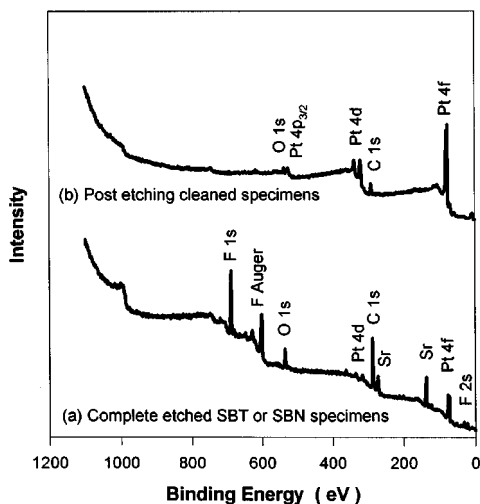 Intensity
O 1s
Pt 4p3/2
Pt 4d
C 1s
Pt 4f
(b) Post etching cleaned specimens
F 1s
F Auger
O 1s
Pt 4d
C 1s
Sr
Sr
Pt 4f
F 2s
(a) Complete etched SBT or SBN specimens
1200 1000 800 600 400 200 0
Binding Energy ( eV )